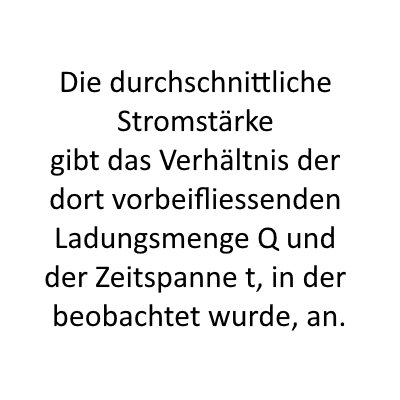 Die durchschnittliche
Stromstärke
gibt das Verhältnis der
dort vorbeifliessenden
Ladungsmenge Q und
der Zeitspanne t, in der
beobachtet wurde, an.